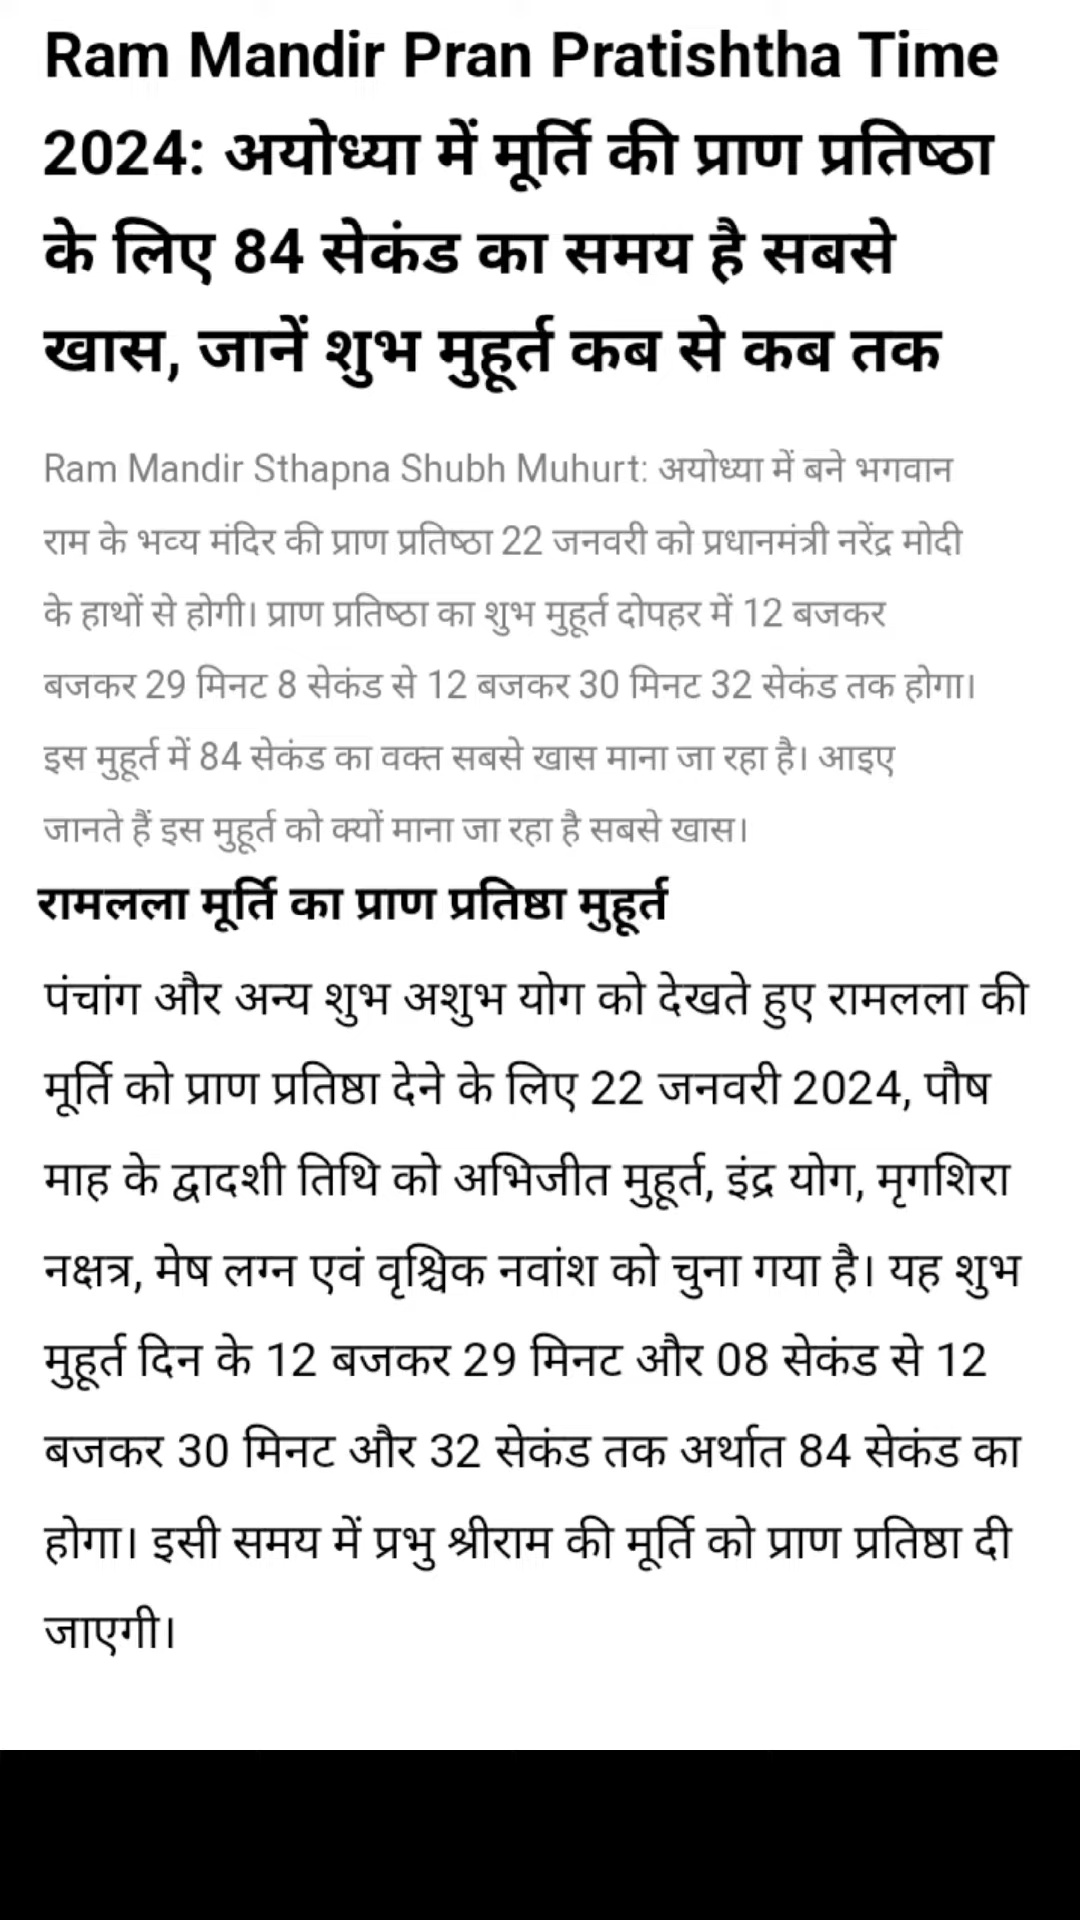 Ram Mandir Pran Pratishtha Time
2024: अयोध्या में मूर्ति की प्राण प्रतिष्ठा
के लिए 84 सेकंड का समय है सबसे
खास, जानें शुभ मुहूर्त कब से कब तक
Ram Mandir Sthapna Shubh Muhurt: अयोध्या में बने भगवान
राम के भव्य मंदिर की प्राण प्रतिष्ठा 22 जनवरी को प्रधानमंत्री नरेंद्र मोदी
के हाथों से होगी। प्राण प्रतिष्ठा का शुभ मुहूर्त दोपहर में 12 बजकर
बजकर 29 मिनट 8 सेकंड से 12 बजकर 30 मिनट 32 सेकंड तक होगा।
इस मुहूर्त में 84 सेकंड का वक्त सबसे खास माना जा रहा है। आइए
जानते हैं इस मुहूर्त को क्यों माना जा रहा है सबसे खास।
रामलला मूर्ति का प्राण प्रतिष्ठा मुहूर्त
पंचांग और अन्य शुभ अशुभ योग को देखते हुए रामलला की
मूर्ति को प्राण प्रतिष्ठा देने के लिए 22 जनवरी 2024, पौष
माह के द्वादशी तिथि को अभिजीत मुहूर्त, इंद्र योग, मृगशिरा
नक्षत्र, मेष लग्न एवं वृश्चिक नवांश को चुना गया है। यह शुभ
मुहूर्त दिन के 12 बजकर 29 मिनट और 08 सेकंड से 12
बजकर 30 मिनट और 32 सेकंड तक अर्थात 84 सेकंड का
होगा। इसी समय में प्रभु श्रीराम की मूर्ति को प्राण प्रतिष्ठा दी
जाएगी।